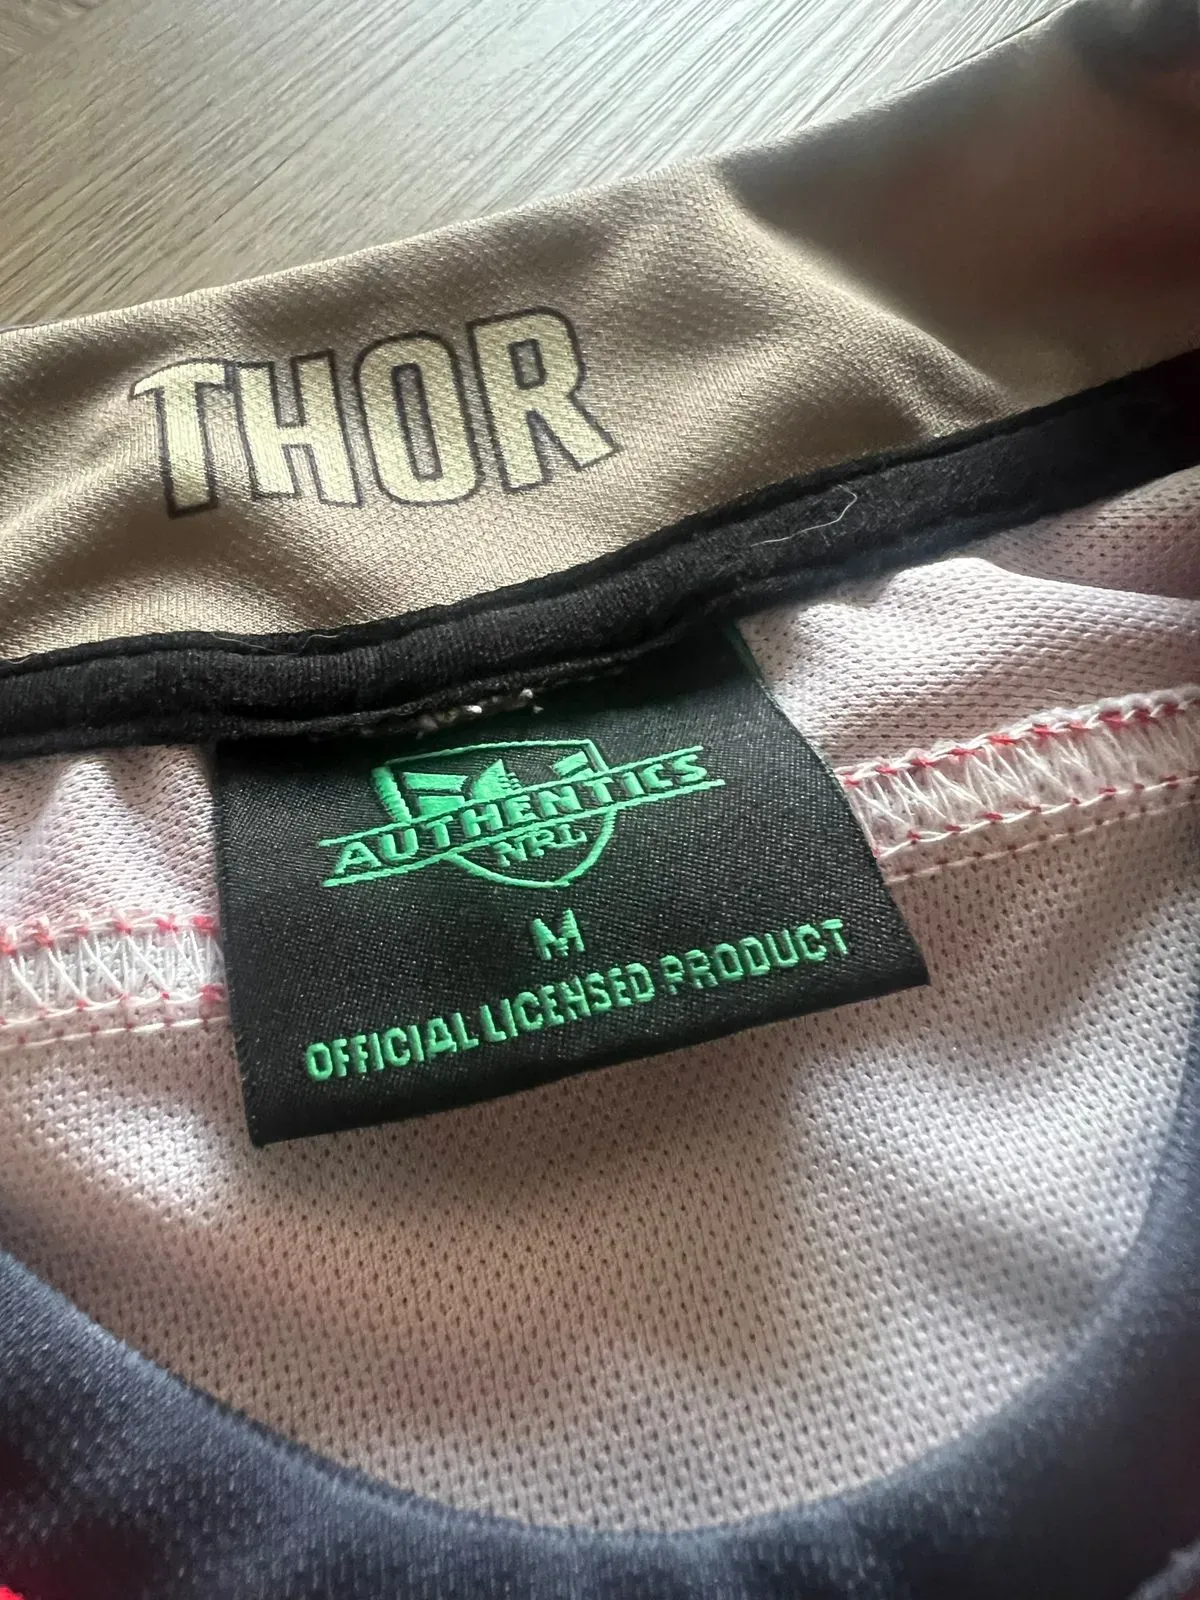 THOR
AUTHENTICS
NRL
M
OFFICIAL LICENSED PRODUCT